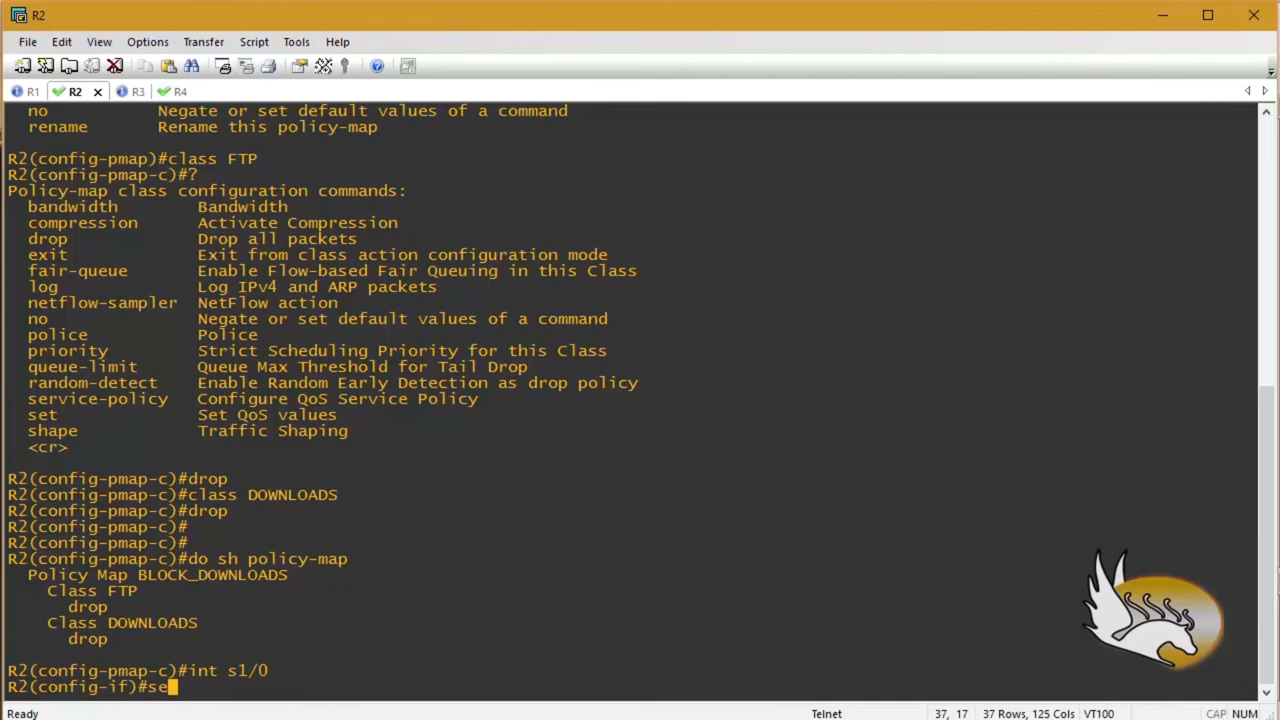 R2
File Edit View Options Transfer Script Tools Help
R1 R2 X R3 R4
no Negate or set default values of a command
rename Rename this policy-map
R2(config-pmap)#class FTP
R2(config-pmap-c)#?
Policy-map class configuration commands:
bandwidth Bandwidth
compression Activate Compression
drop Drop all packets
exit Exit from class action configuration mode
fair-queue Enable Flow-based Fair Queuing in this Class
log Log IPv4 and ARP packets
netflow-sampler NetFlow action
no Negate or set default values of a command
police Police
priority Strict Scheduling Priority for this Class
queue-limit Queue Max Threshold for Tail Drop
random-detect Enable Random Early Detection as drop policy
service-policy Configure QoS Service Policy
set Set QoS values
shape Traffic Shaping
<cr>
R2(config-pmap-c)#drop
R2(config-pmap-c)#class DOWNLOADS
R2(config-pmap-c)#drop
R2(config-pmap-c)#
R2(config-pmap-c)#
R2(config-pmap-c)#do sh policy-map
Policy Map BLOCK_DOWNLOADS
Class FTP
drop
Class DOWNLOADS
drop
R2(config-pmap-c)#int s1/0
R2(config-if)#se
Ready Telnet 37, 17 37 Rows, 125 Cols VT100 CAP NUM